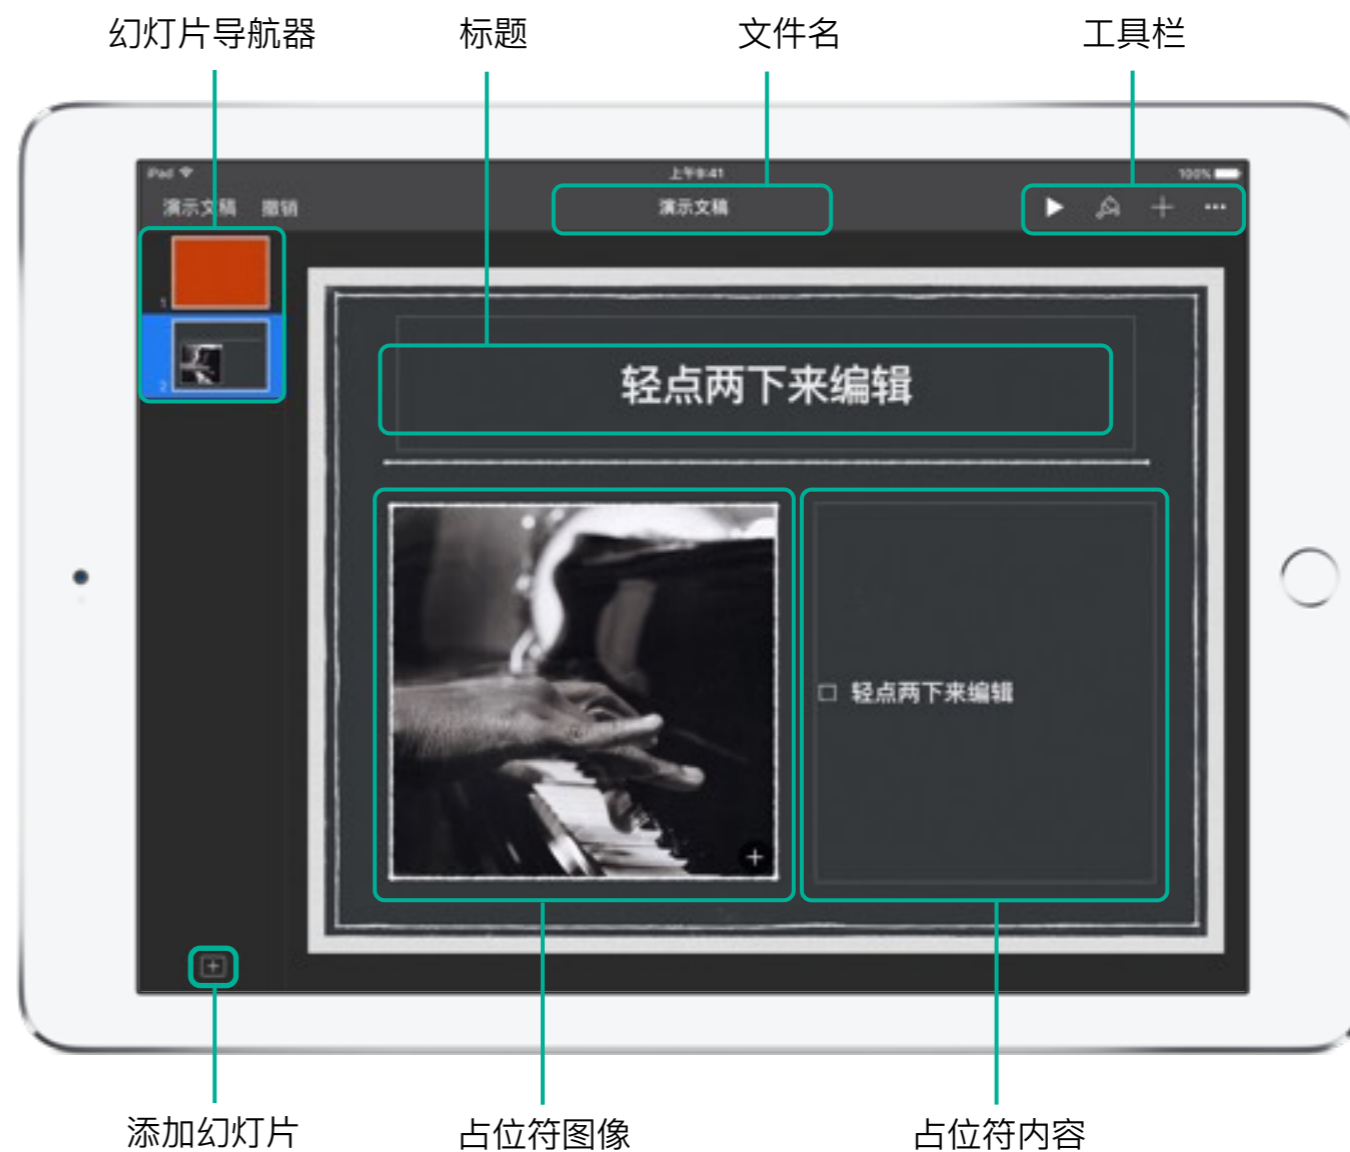 幻灯片导航器 标题 文件名 工具栏
iPad 上午9:41 100%
演示文稿 撤销 演示文稿
1
2
轻点两下来编辑
轻点两下来编辑
添加幻灯片 占位符图像 占位符内容